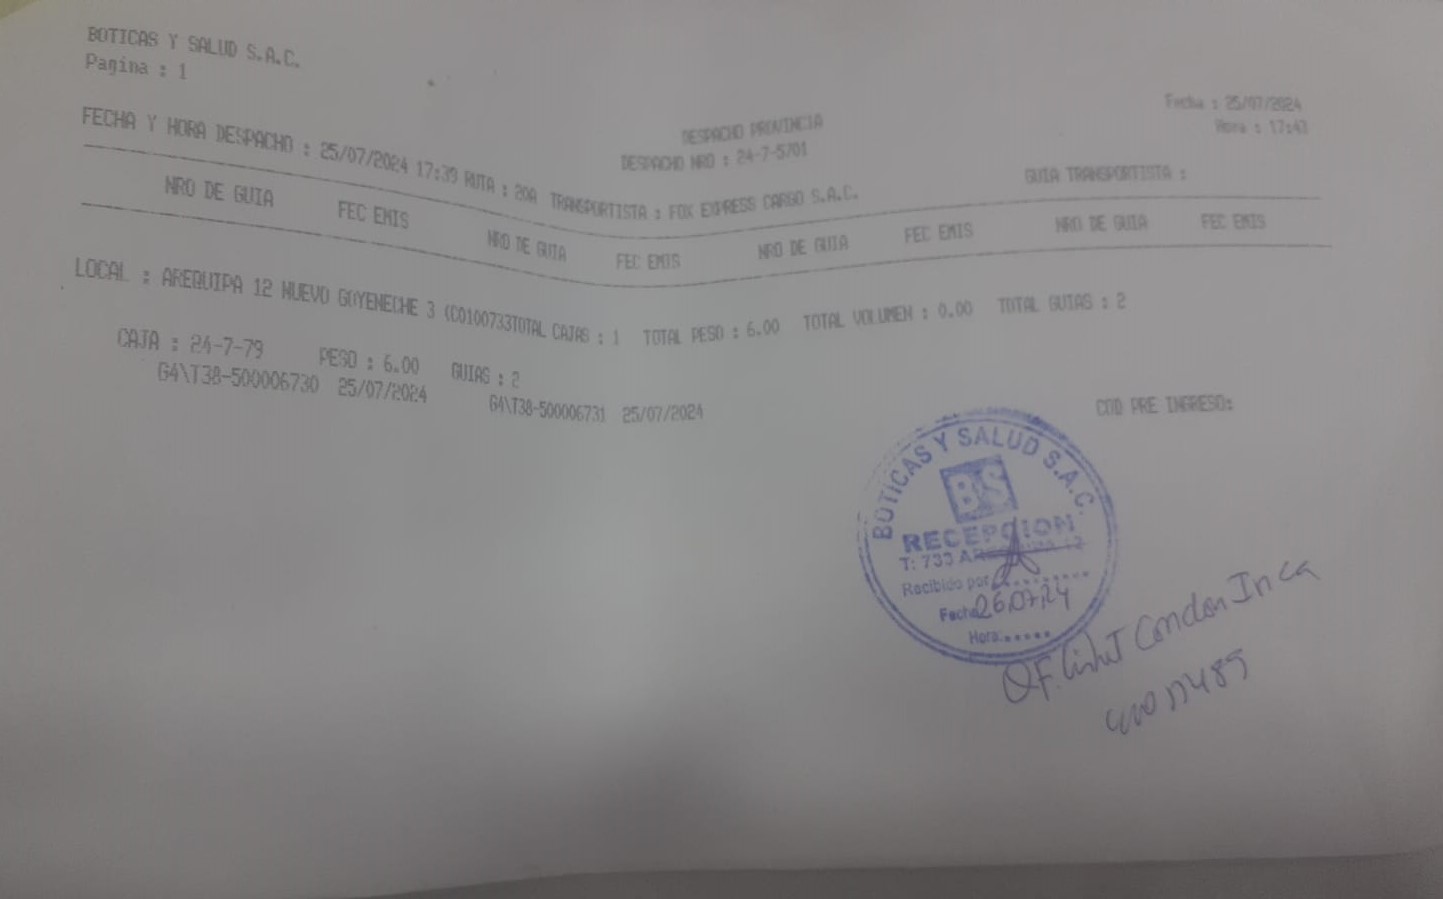 BOTICAS Y SALUD S.A.C.
Pagina : 1
Fecha : 25/07/2024
Hora : 17:43
DESPACHO PROVINCIA
DESPACHO NRO : 24-7-5701
FECHA Y HORA DESPACHO : 25/07/2024 17:39 RUTA : 20A TRANSPORTISTA : FOX EXPRESS CARGO S.A.C. GUIA TRANSPORTISTA :
NRO DE GUIA FEC EMIS NRO DE GUIA FEC EMIS NRO DE GUIA FEC EMIS NRO DE GUIA FEC EMIS
LOCAL : AREQUIPA 12 NUEVO GOYENECHE 3 (CO100733TOTAL CAJAS : 1 TOTAL PESO : 6.00 TOTAL VOLUMEN : 0.00 TOTAL GUIAS : 2
CAJA : 24-7-79 PESO : 6.00 GUIAS : 2
G4\T38-500006730 25/07/2024 G4\T38-500006731 25/07/2024
COD PRE INGRESO:
BOTICAS Y SALUD S.A.C.
BS
RECEPCION
T: 733
Recibido por
Fecha 26.07.24
Hora:.....
Q.F. Condori Inca